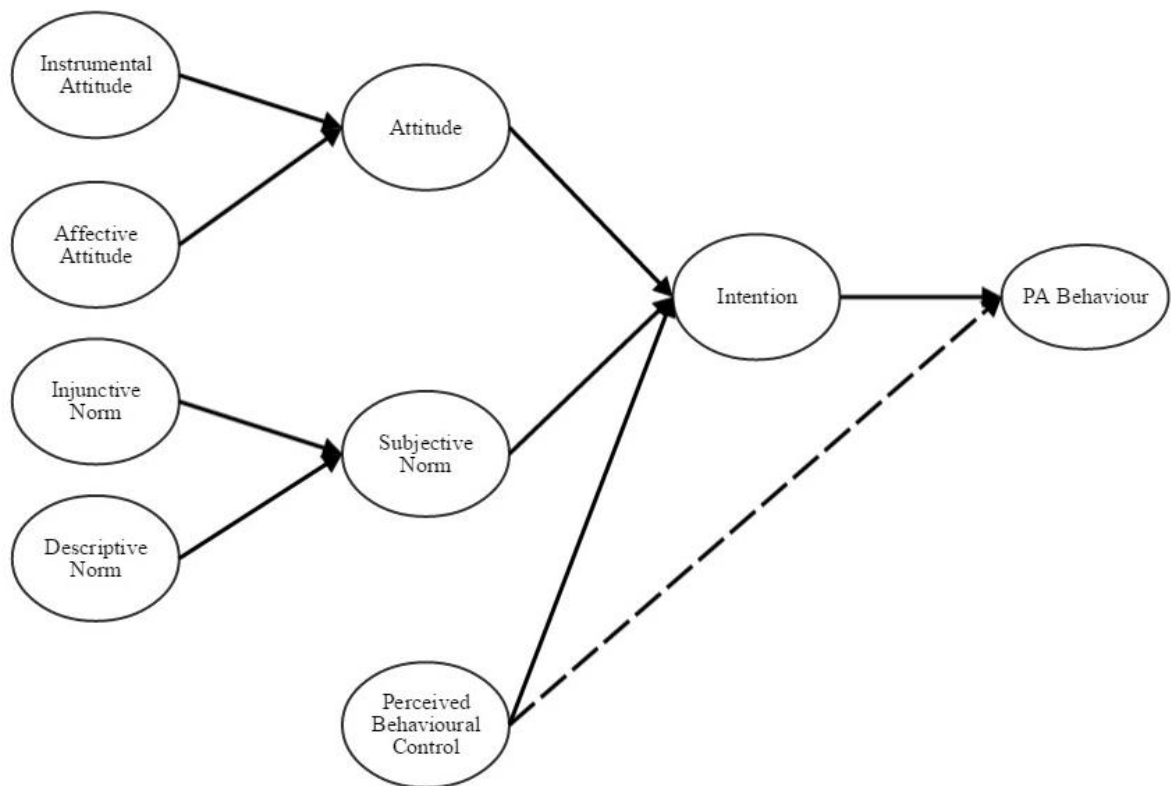 Instrumental
Attitude
Attitude
Affective
Attitude
Intention
PA Behaviour
Injunctive
Norm
Subjective
Norm
Descriptive
Norm
Perceived
Behavioural
Control